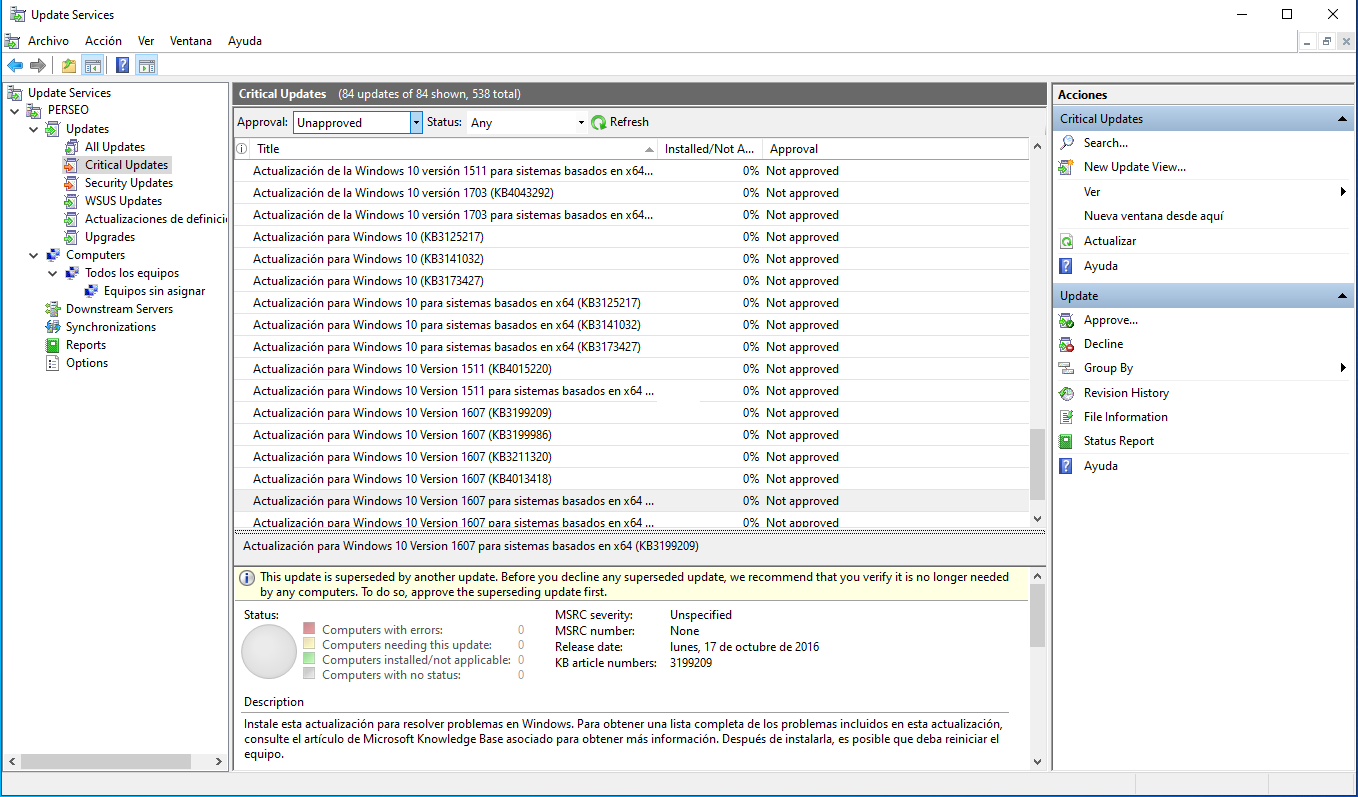 Update Services
Archivo Acción Ver Ventana Ayuda
Update Services
PERSEO
Updates
All Updates
Critical Updates
Security Updates
WSUS Updates
Actualizaciones de definici
Upgrades
Computers
Todos los equipos
Equipos sin asignar
Downstream Servers
Synchronizations
Reports
Options
Critical Updates (84 updates of 84 shown, 538 total)
Approval: Unapproved Status: Any Refresh
Title Installed/Not A... Approval
Actualización de la Windows 10 versión 1511 para sistemas basados en x64... 0% Not approved
Actualización de la Windows 10 versión 1703 (KB4043292) 0% Not approved
Actualización de la Windows 10 versión 1703 para sistemas basados en x64... 0% Not approved
Actualización para Windows 10 (KB3125217) 0% Not approved
Actualización para Windows 10 (KB3141032) 0% Not approved
Actualización para Windows 10 (KB3173427) 0% Not approved
Actualización para Windows 10 para sistemas basados en x64 (KB3125217) 0% Not approved
Actualización para Windows 10 para sistemas basados en x64 (KB3141032) 0% Not approved
Actualización para Windows 10 para sistemas basados en x64 (KB3173427) 0% Not approved
Actualización para Windows 10 Version 1511 (KB4015220) 0% Not approved
Actualización para Windows 10 Version 1511 para sistemas basados en x64 ... 0% Not approved
Actualización para Windows 10 Version 1607 (KB3199209) 0% Not approved
Actualización para Windows 10 Version 1607 (KB3199986) 0% Not approved
Actualización para Windows 10 Version 1607 (KB3211320) 0% Not approved
Actualización para Windows 10 Version 1607 (KB4013418) 0% Not approved
Actualización para Windows 10 Version 1607 para sistemas basados en x64 ... 0% Not approved
Actualización para Windows 10 Version 1607 para sistemas basados en x64 ... 0% Not approved
Actualización para Windows 10 Version 1607 para sistemas basados en x64 (KB3199209)
This update is superseded by another update. Before you decline any superseded update, we recommend that you verify it is no longer needed
by any computers. To do so, approve the superseding update first.
Status:
Computers with errors: 0
Computers needing this update: 0
Computers installed/not applicable: 0
Computers with no status: 0
MSRC severity: Unspecified
MSRC number: None
Release date: lunes, 17 de octubre de 2016
KB article numbers: 3199209
Description
Instale esta actualización para resolver problemas en Windows. Para obtener una lista completa de los problemas incluidos en esta actualización,
consulte el artículo de Microsoft Knowledge Base asociado para obtener más información. Después de instalarla, es posible que deba reiniciar el
equipo.
Acciones
Critical Updates
Search...
New Update View...
Ver
Nueva ventana desde aquí
Actualizar
Ayuda
Update
Approve...
Decline
Group By
Revision History
File Information
Status Report
Ayuda